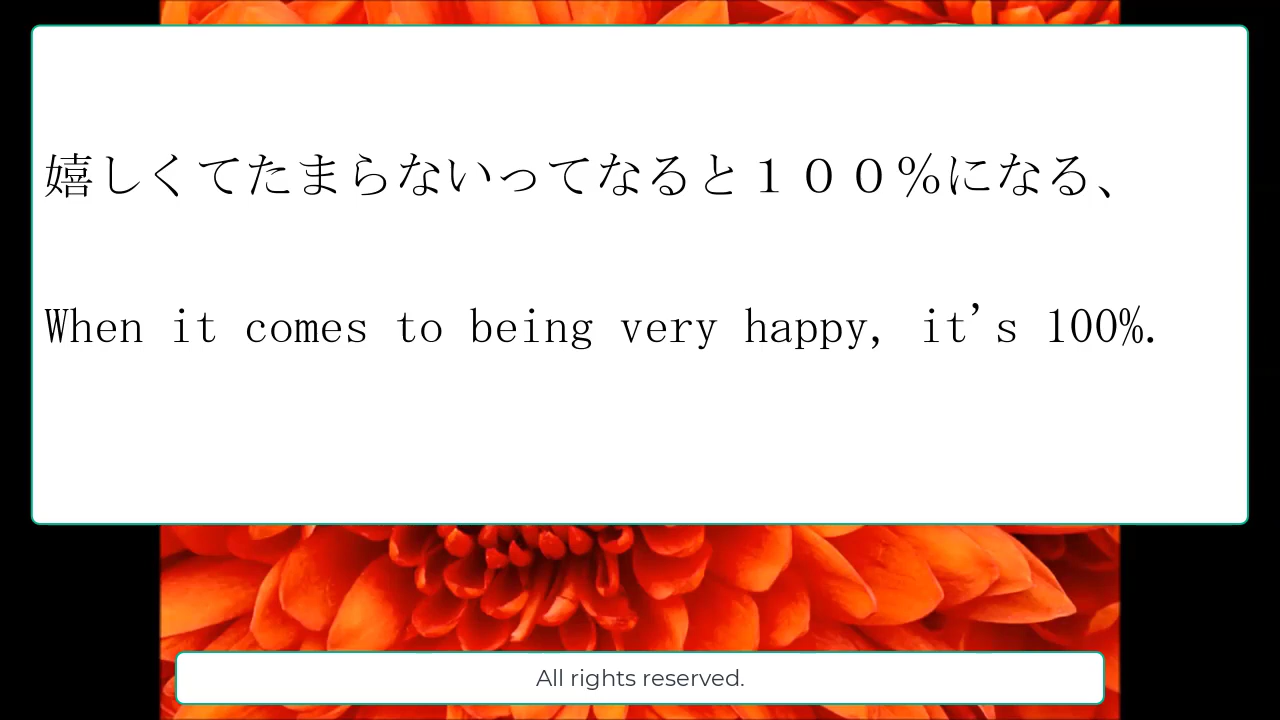 嬉しくてたまらないってなると１００％になる、
When it comes to being very happy, it's 100%.
All rights reserved.